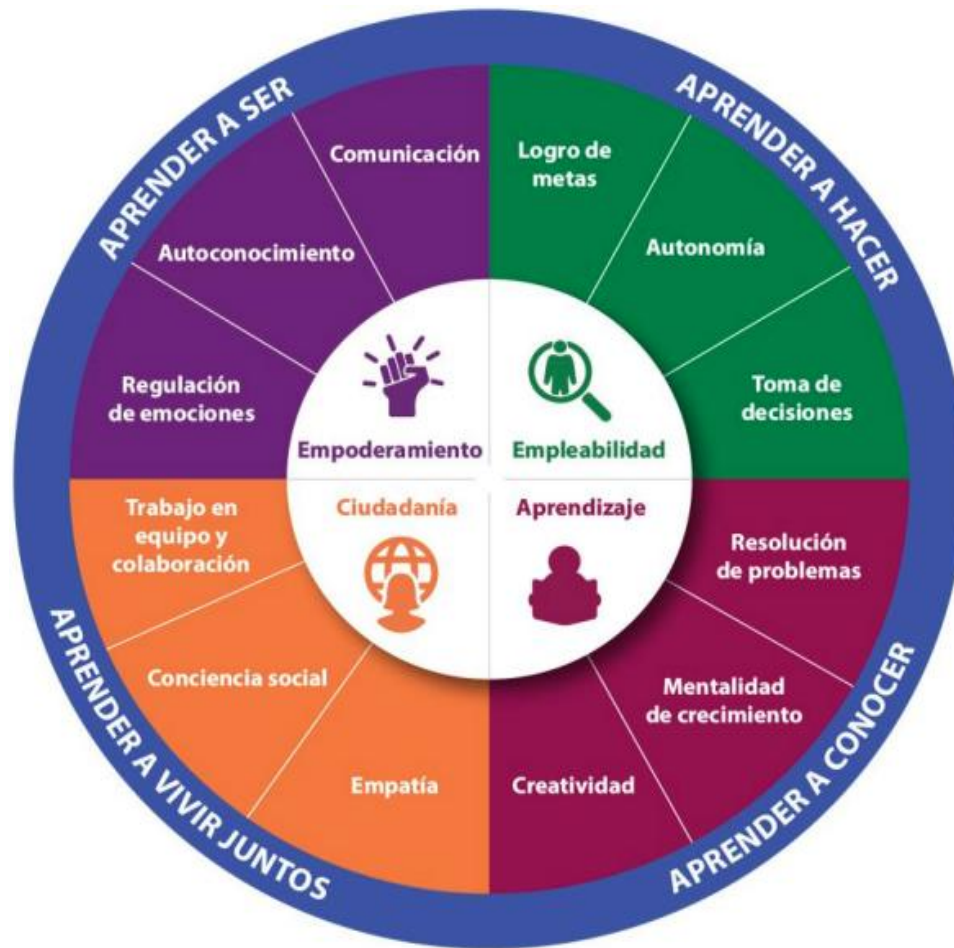 APRENDER A SER
APRENDER A HACER
Comunicación
Logro de
metas
Autoconocimiento
Autonomía
Regulación
de emociones
Toma de
decisiones
Empoderamiento
Empleabilidad
Ciudadanía
Aprendizaje
Trabajo en
equipo y
colaboración
Resolución
de problemas
Conciencia social
Mentalidad
de crecimiento
Empatía
Creatividad
APRENDER A VIVIR JUNTOS
APRENDER A CONOCER